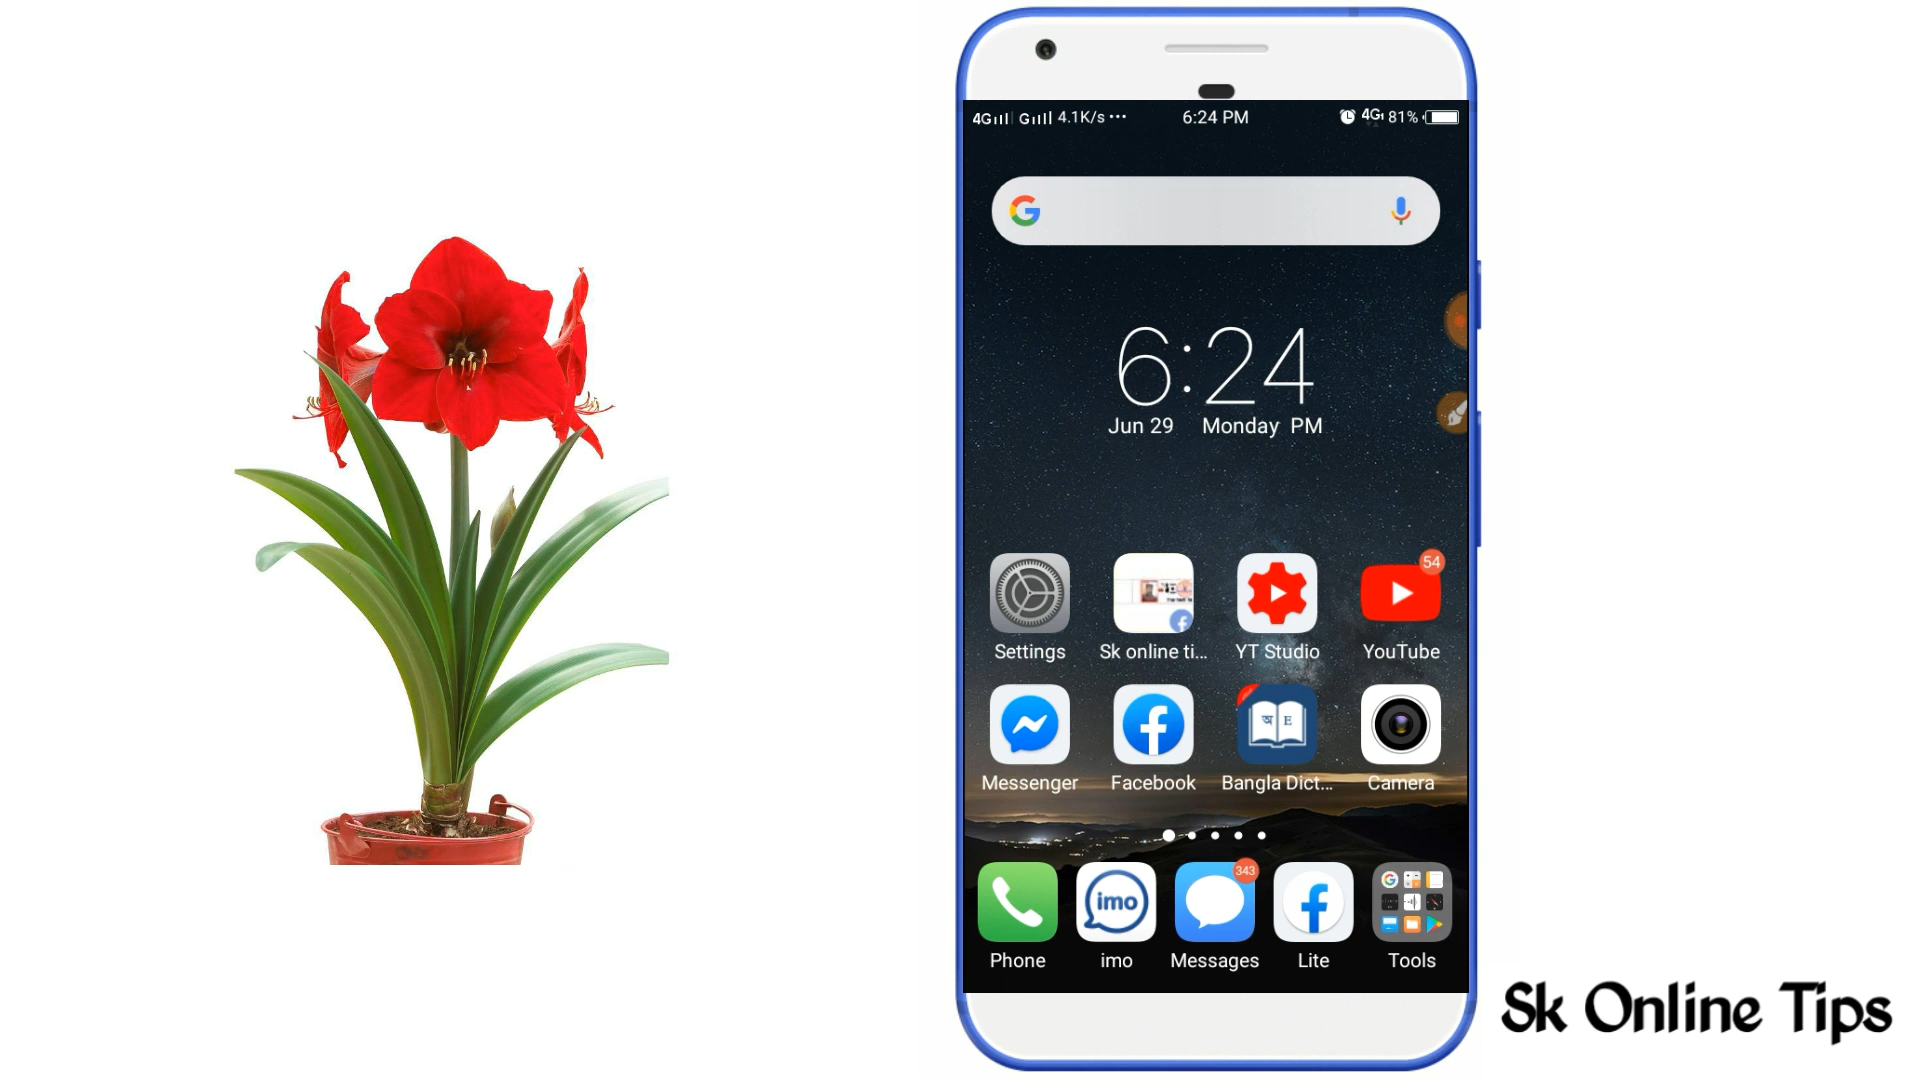 4G G 4.1K/s ··· 6:24 PM 4G 81%
6:24
Jun 29 Monday PM
54
Settings Sk online ti... YT Studio YouTube
অ E
Messenger Facebook Bangla Dict... Camera
imo 343
Phone imo Messages Lite Tools
Sk Online Tips